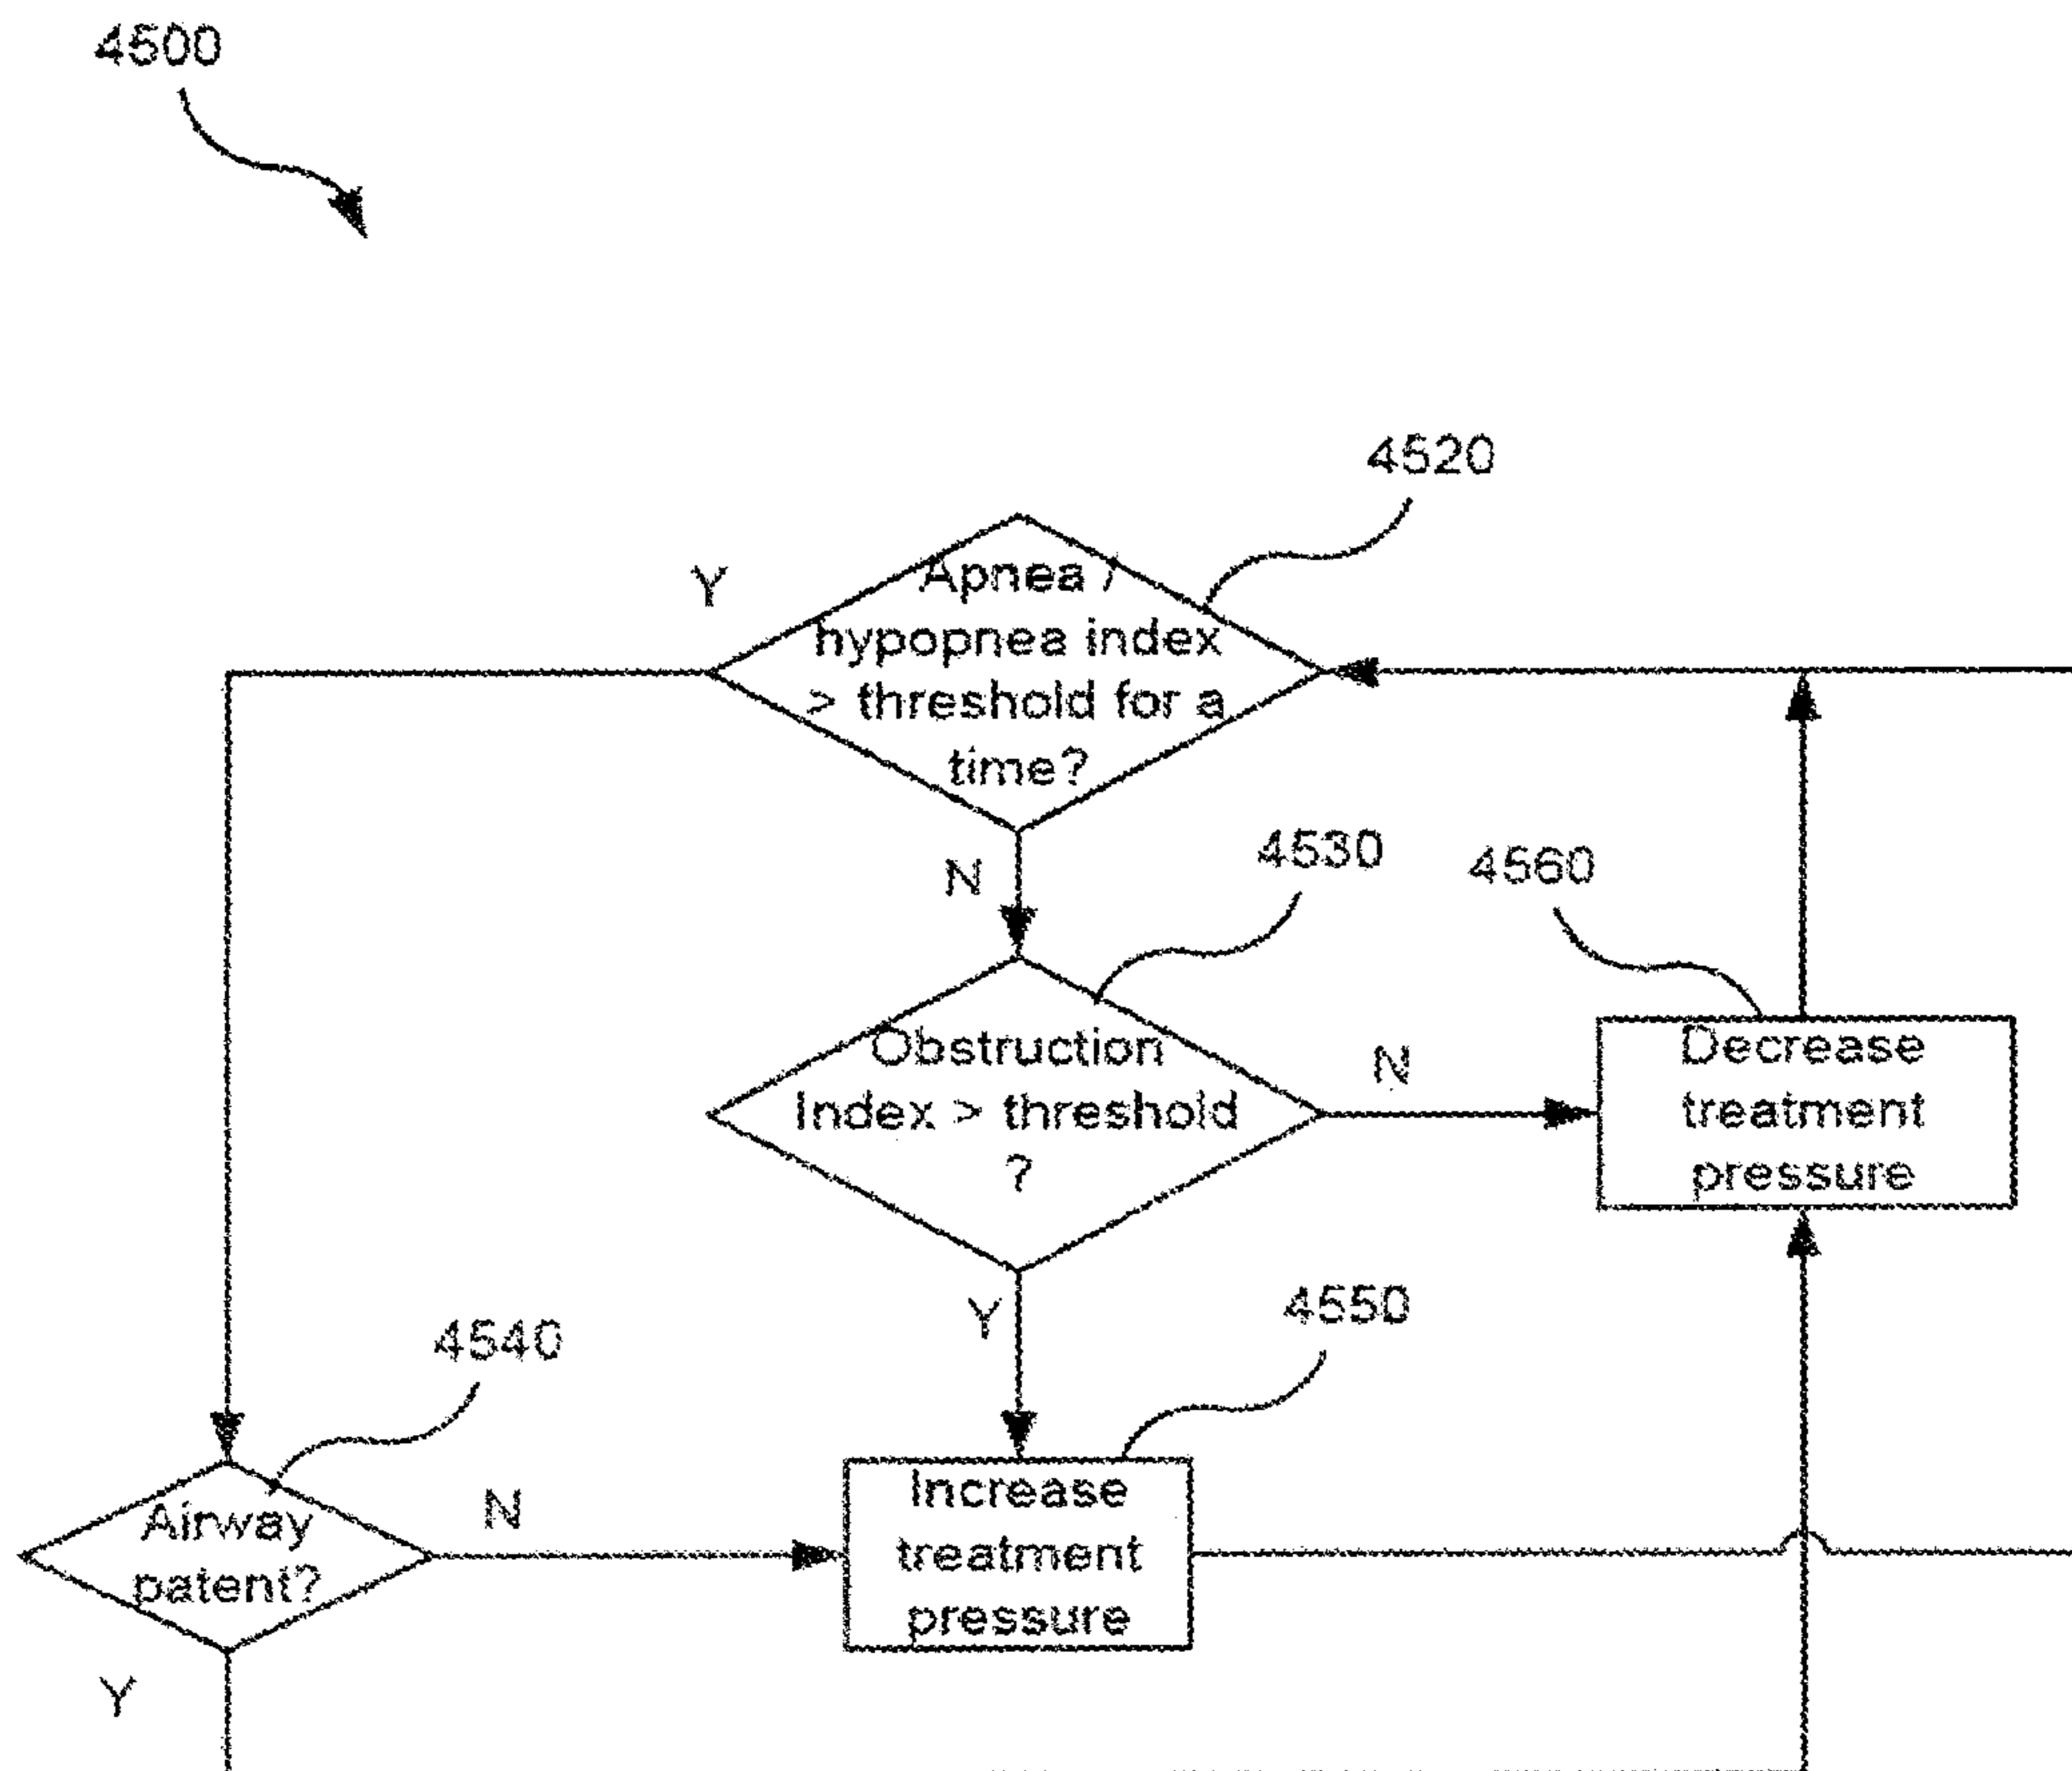 4500
4520
Y
Apnea /
hypopnea index
> threshold for a
time?
N
4530
4560
Obstruction
Index > threshold
?
N
Decrease
treatment
pressure
Y
4550
4540
Airway
patent?
N
Increase
treatment
pressure
Y